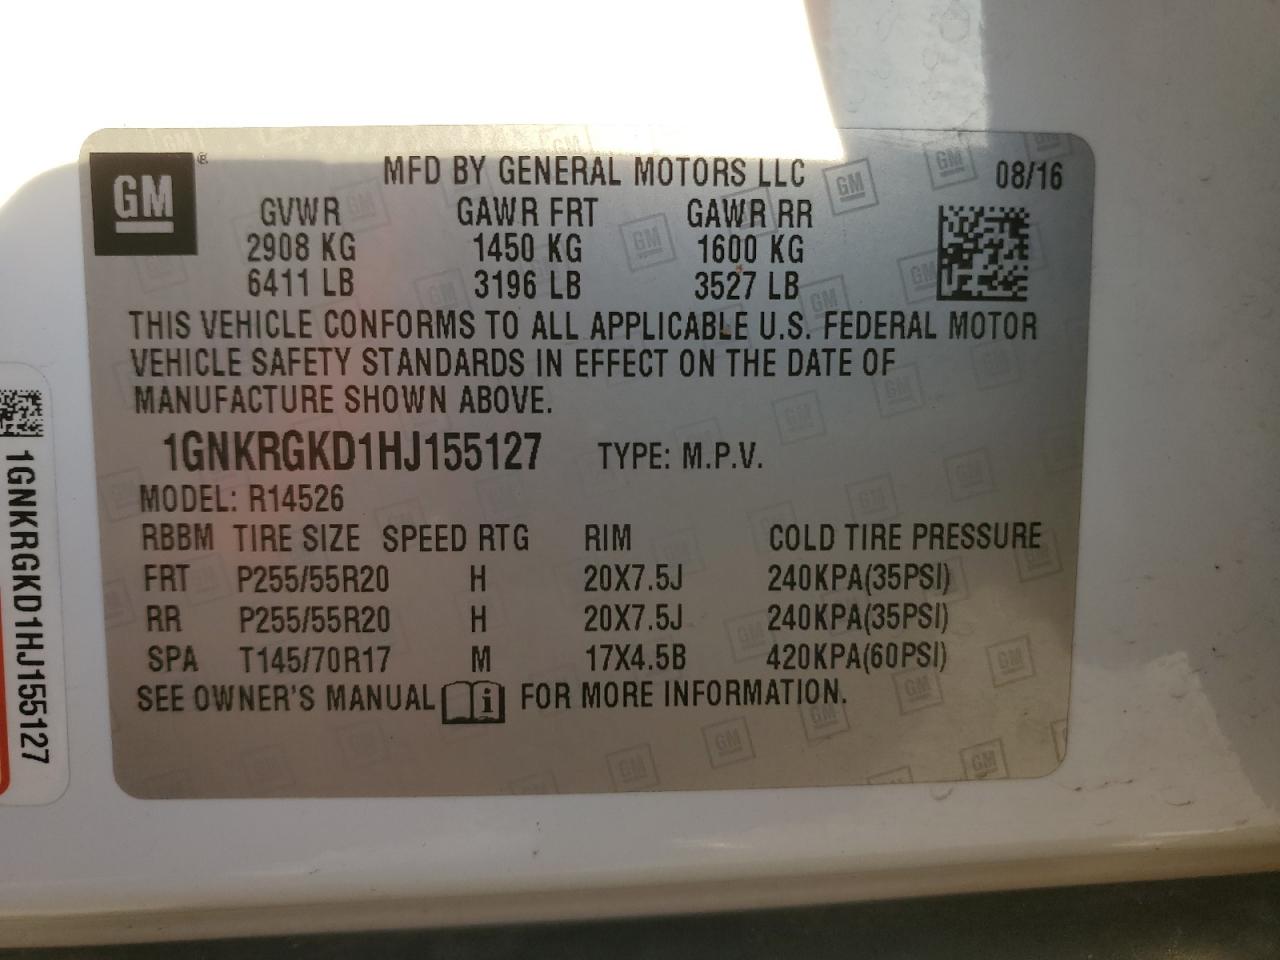 GM ®
MFD BY GENERAL MOTORS LLC 08/16
GVWR GAWR FRT GAWR RR
2908 KG 1450 KG 1600 KG
6411 LB 3196 LB 3527 LB
THIS VEHICLE CONFORMS TO ALL APPLICABLE U.S. FEDERAL MOTOR
VEHICLE SAFETY STANDARDS IN EFFECT ON THE DATE OF
MANUFACTURE SHOWN ABOVE.
1GNKRGKD1HJ155127 TYPE: M.P.V.
MODEL: R14526
RBBM TIRE SIZE SPEED RTG RIM COLD TIRE PRESSURE
FRT P255/55R20 H 20X7.5J 240KPA(35PSI)
RR P255/55R20 H 20X7.5J 240KPA(35PSI)
SPA T145/70R17 M 17X4.5B 420KPA(60PSI)
SEE OWNER'S MANUAL i FOR MORE INFORMATION.
1GNKRGKD1HJ155127